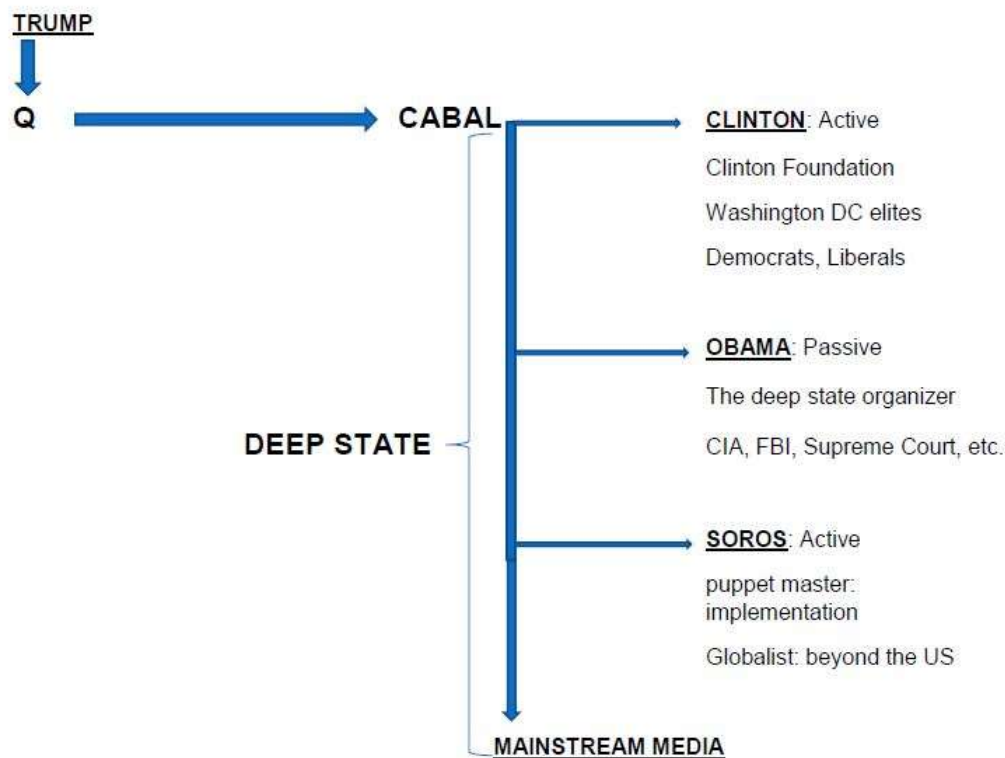 TRUMP
Q
CABAL
CLINTON: Active
Clinton Foundation
Washington DC elites
Democrats, Liberals
OBAMA: Passive
The deep state organizer
DEEP STATE
CIA, FBI, Supreme Court, etc.
SOROS: Active
puppet master:
implementation
Globalist: beyond the US
MAINSTREAM MEDIA